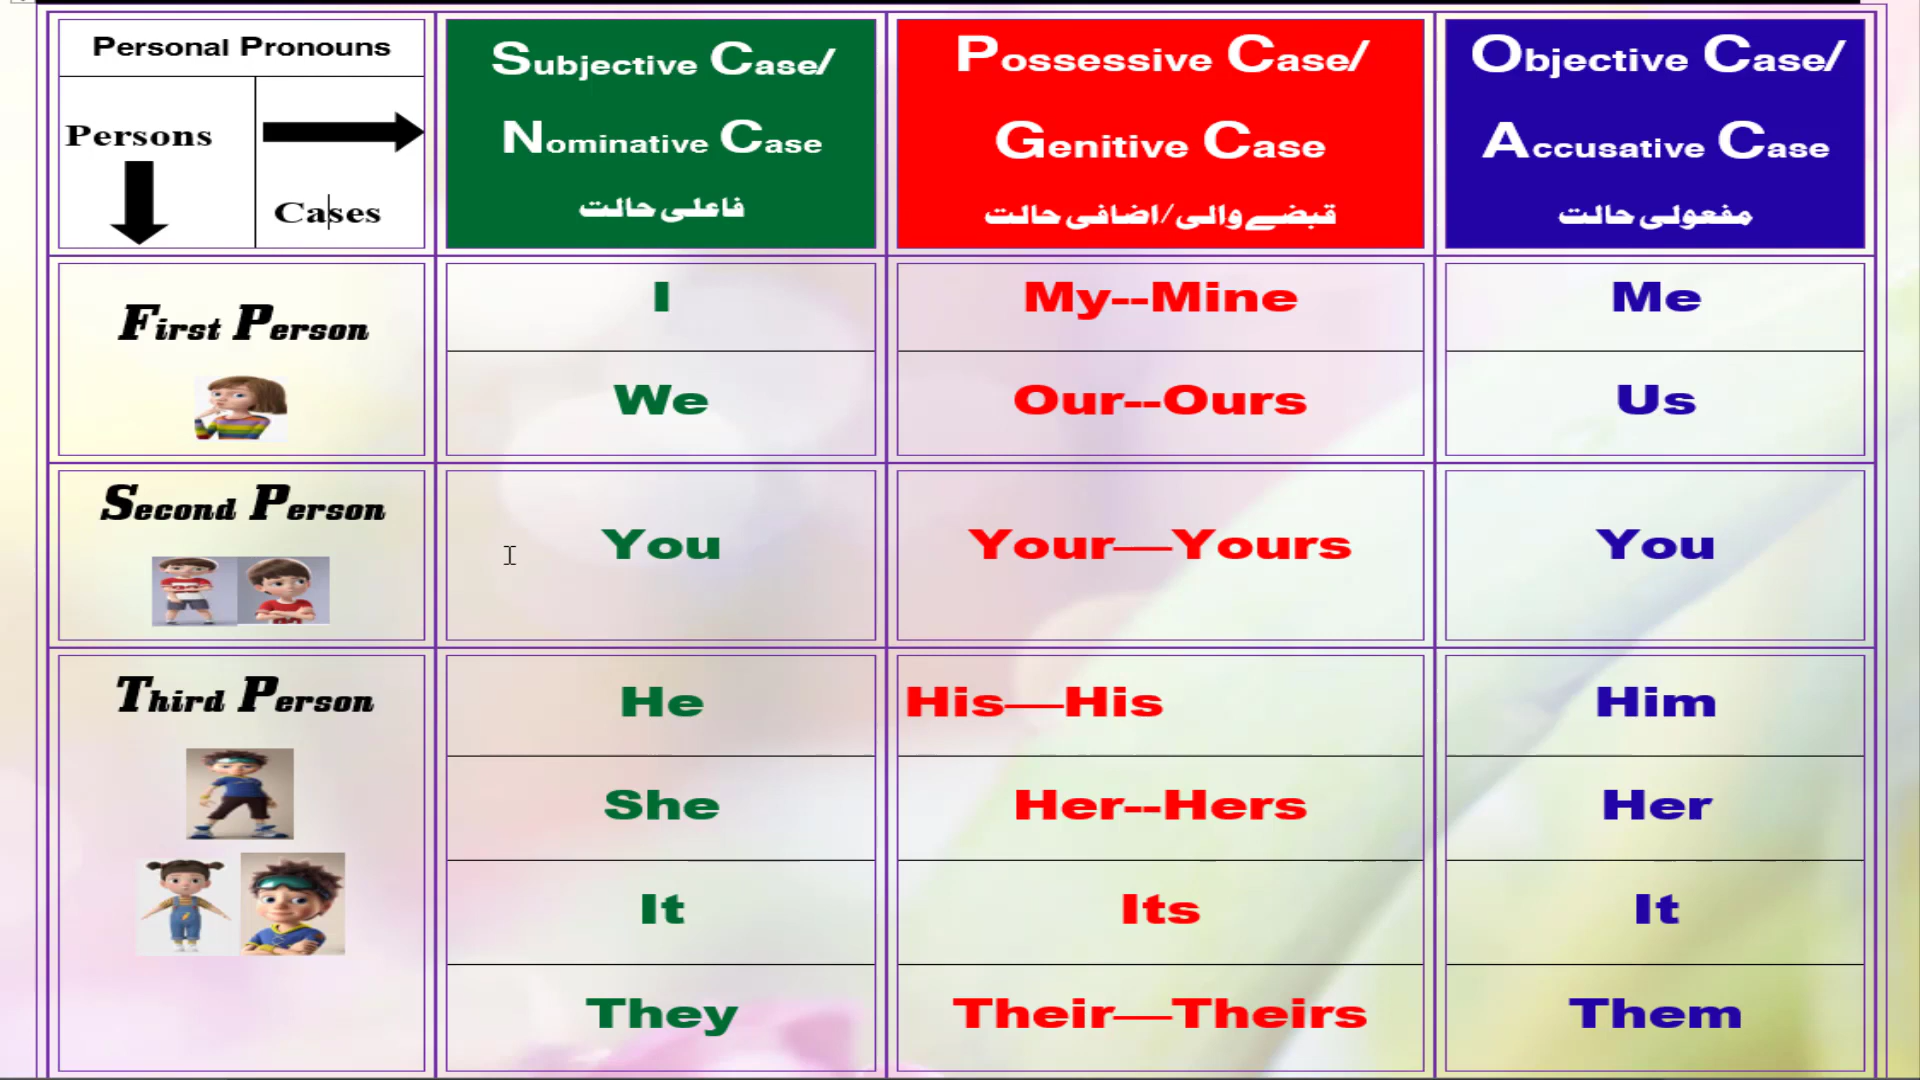 Personal Pronouns
Persons
Cases
Subjective Case/
Nominative Case
فاعلی حالت
Possessive Case/
Genitive Case
قبضے والی/اضافی حالت
Objective Case/
Accusative Case
مفعولی حالت
First Person
I
My--Mine
Me
We
Our--Ours
Us
Second Person
You
Your—Yours
You
Third Person
He
His—His
Him
She
Her--Hers
Her
It
Its
It
They
Their—Theirs
Them